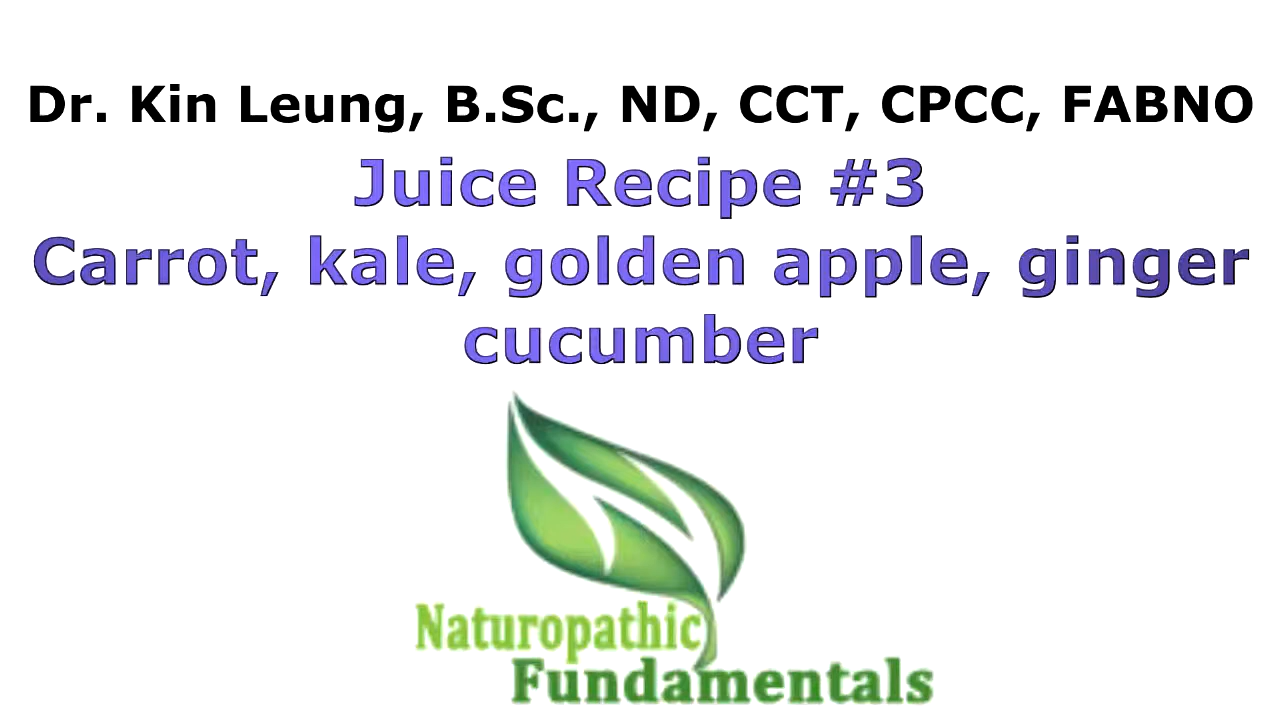 Dr. Kin Leung, B.Sc., ND, CCT, CPCC, FABNO
Juice Recipe #3
Carrot, kale, golden apple, ginger
cucumber
Naturopathic
Fundamentals